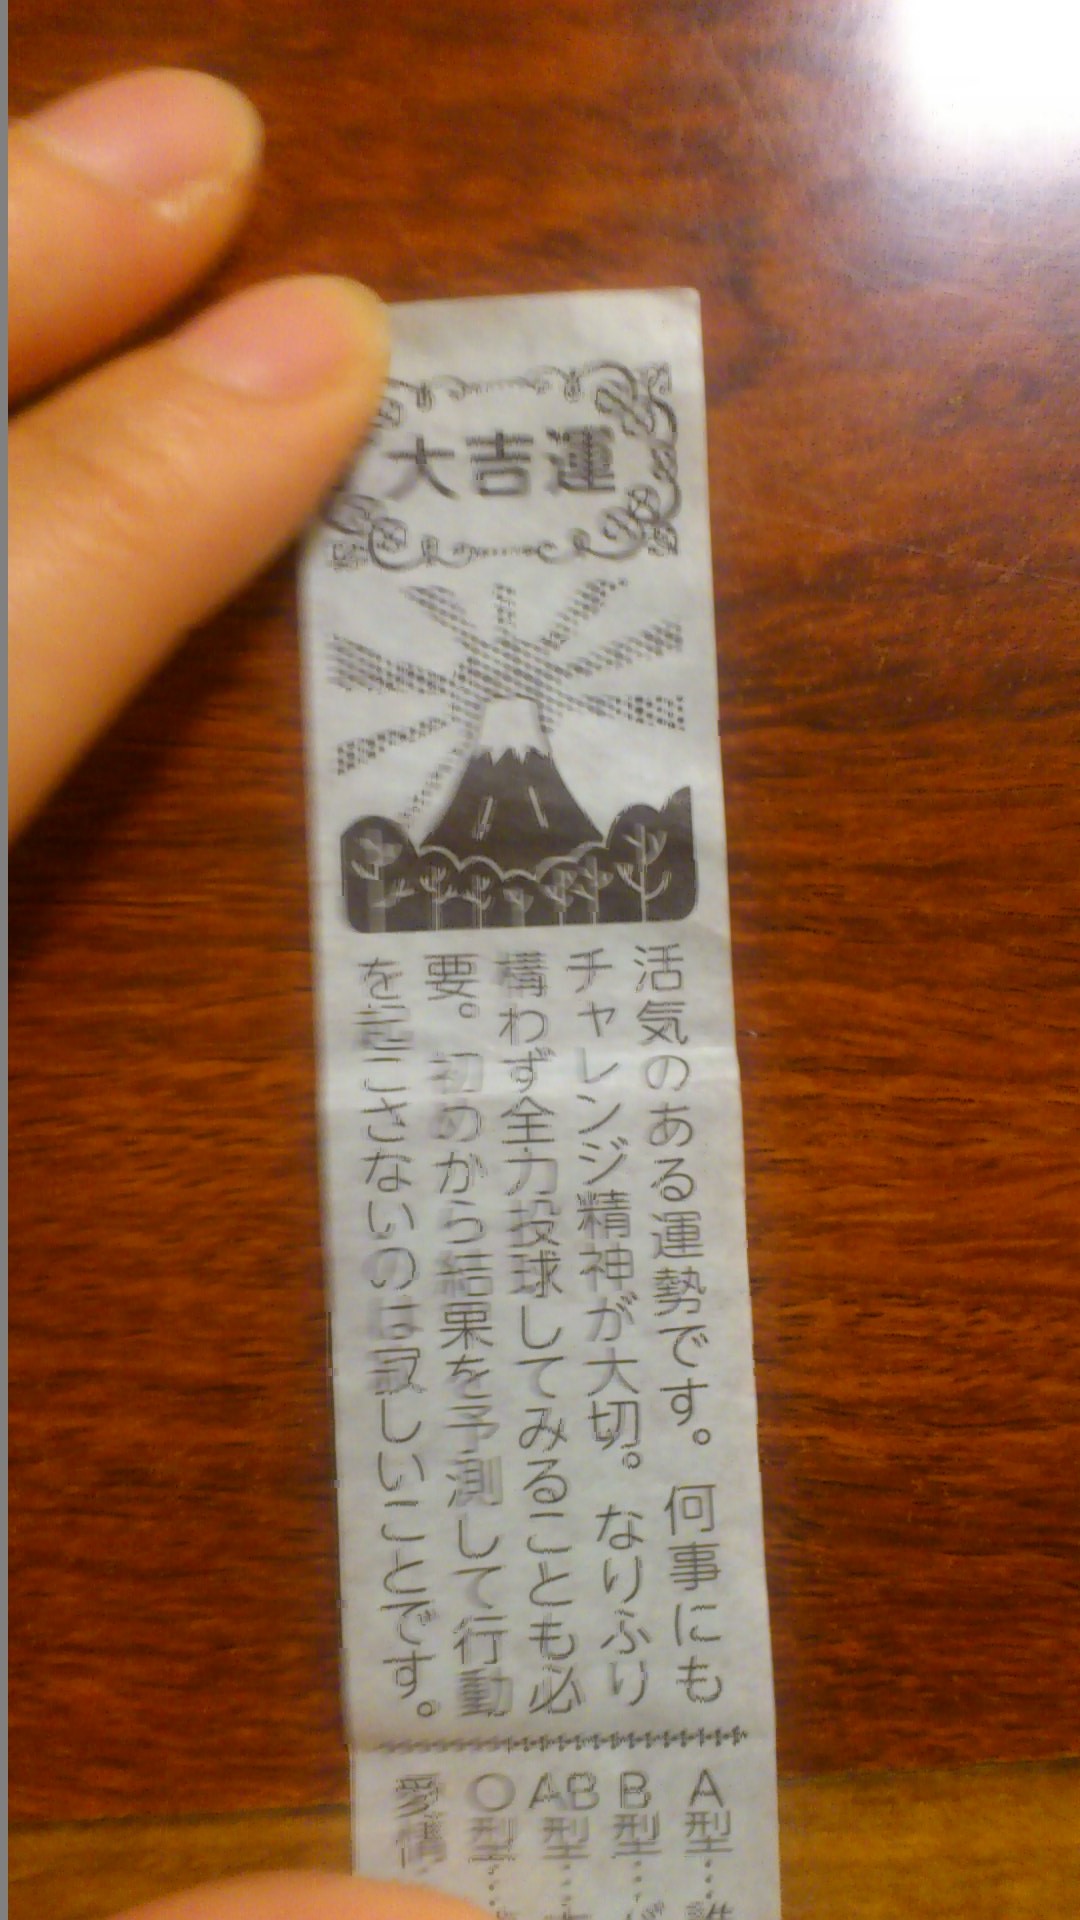 大吉運
活気のある運勢です。何事にも
チャレンジ精神が大切。なりふり
構わず全力投球してみることも必
要。初めから結果を予測して行動
を起こさないのは寂しいことです。
A型…
B型…
AB型…
O型…
愛情…